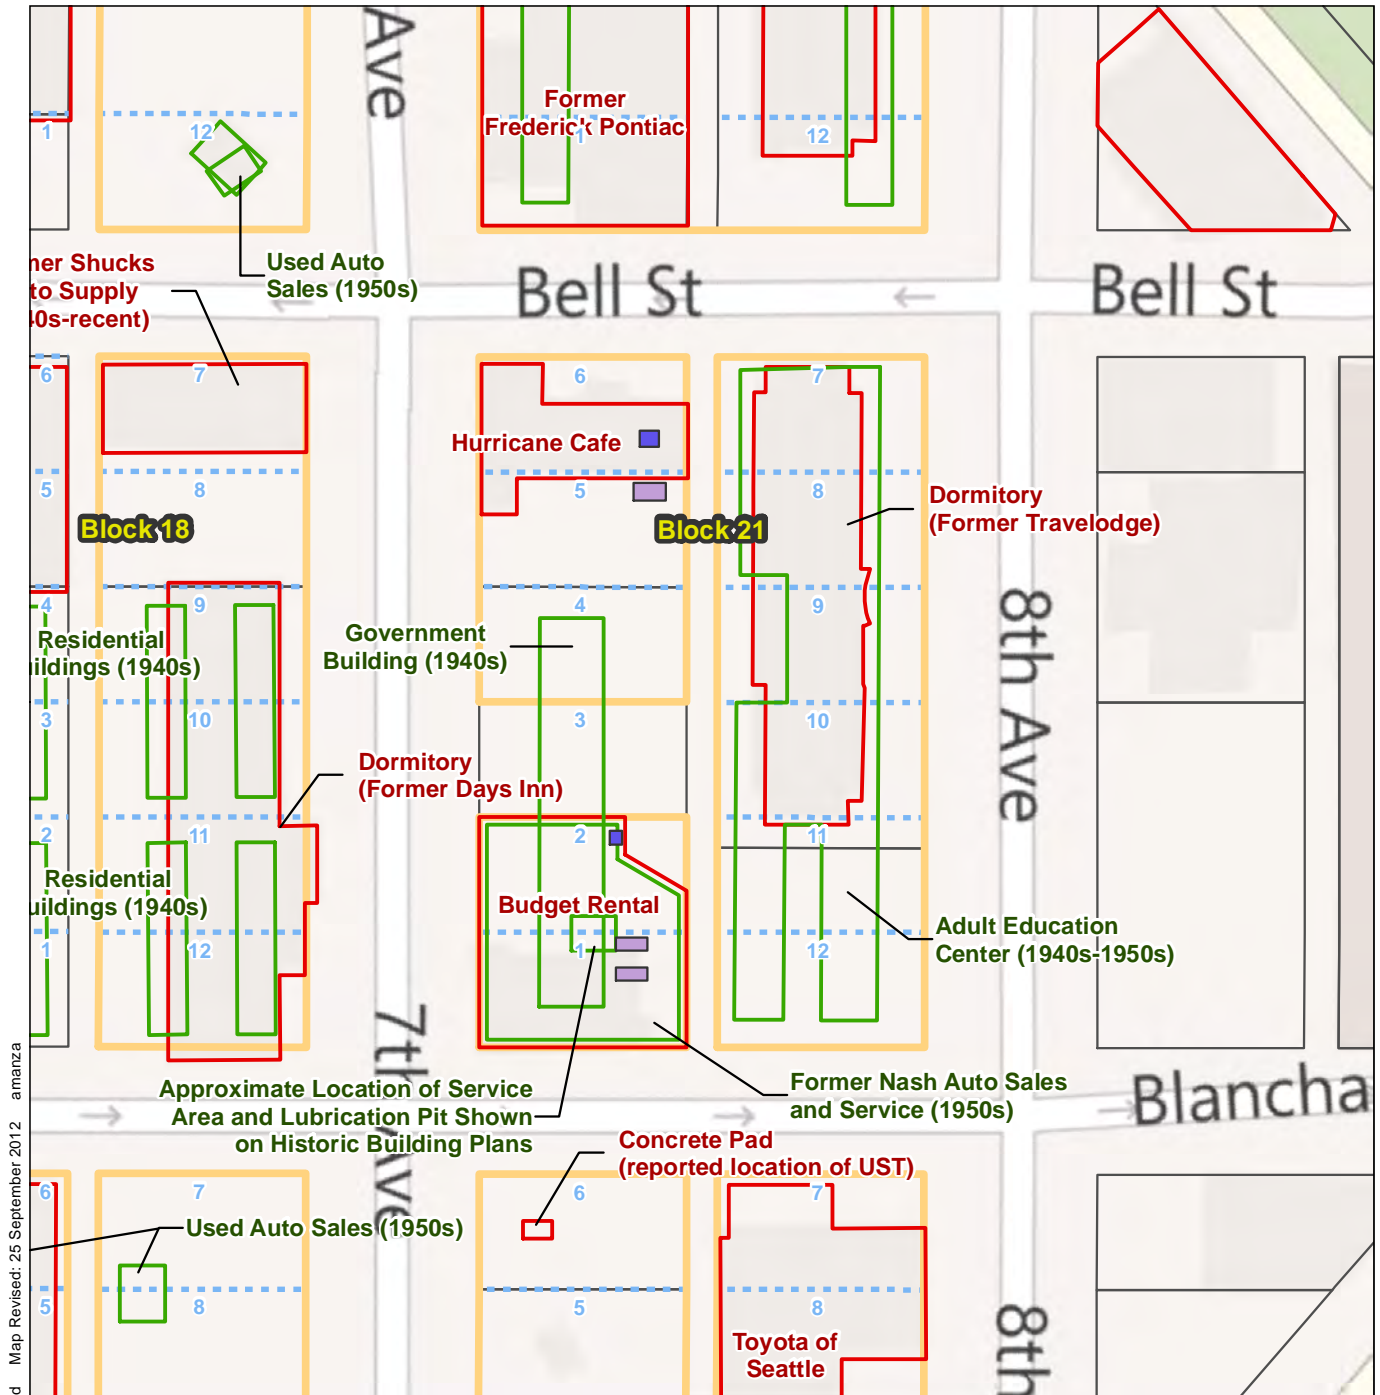 Ave
Former
Frederick Pontiac
1
12
1
12
Used Auto
Sales (1950s)
ner Shucks
to Supply
40s-recent)
Bell St
Bell St
6
7
6
7
Hurricane Cafe
5
8
5
8
Dormitory
(Former Travelodge)
Block 18
Block 21
4
9
4
9
8th Ave
Residential
ildings (1940s)
Government
Building (1940s)
3
10
3
10
Dormitory
(Former Days Inn)
2
11
2
11
Residential
uildings (1940s)
Budget Rental
1
12
1
12
Adult Education
Center (1940s-1950s)
7th Ave
Approximate Location of Service
Area and Lubrication Pit Shown
on Historic Building Plans
Former Nash Auto Sales
and Service (1950s)
Blancha
Concrete Pad
(reported location of UST)
6
7
6
7
Used Auto Sales (1950s)
5
8
5
8
Toyota of
Seattle
8th
d Map Revised: 25 September 2012 amanza